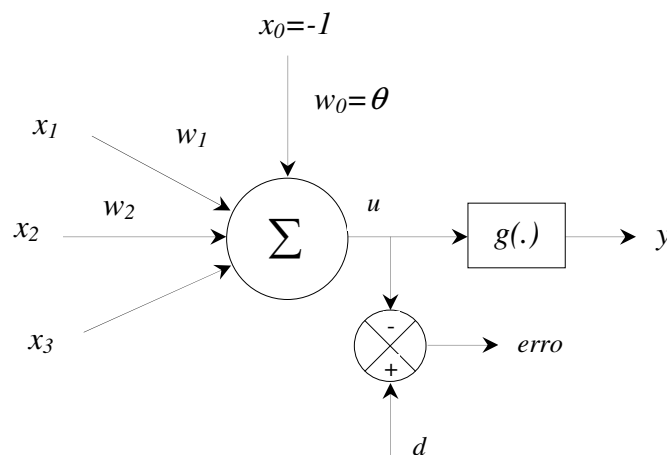 x0=-1
w0=θ
x1
w1
x2
w2
x3
Σ
u
g(.)
y
-
+
erro
d